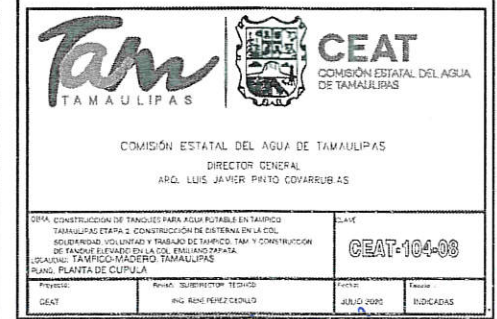 Tam
TAMAULIPAS
CEAT
COMISIÓN ESTATAL DEL AGUA
DE TAMAULIPAS
COMISIÓN ESTATAL DEL AGUA DE TAMAULIPAS
DIRECTOR GENERAL
ARQ. LUIS JAVIER PINTO COVARRUBIAS
OBRA: CONSTRUCCION DE TANQUES PARA AGUA POTABLE EN TAMPICO
TAMAULIPAS ETAPA 2, CONSTRUCCIÓN DE CISTERNA EN LA COL.
SOLIDARIDAD, VOLUNTAD Y TRABAJO DE TAMPICO, TAM Y CONSTRUCCION
DE TANQUE ELEVADO EN LA COL. EMILIANO ZAPATA.
LOCALIDAD: TAMPICO-MADERO, TAMAULIPAS
PLANO: PLANTA DE CUPULA
CLAVE
CEAT-104-08
Proyectó:
CEAT
Revisó: SUBDIRECTOR TECNICO
ING. RENÉ PÉREZ CEDILLO
Fecha:
JULIO
Escala:
INDICADAS